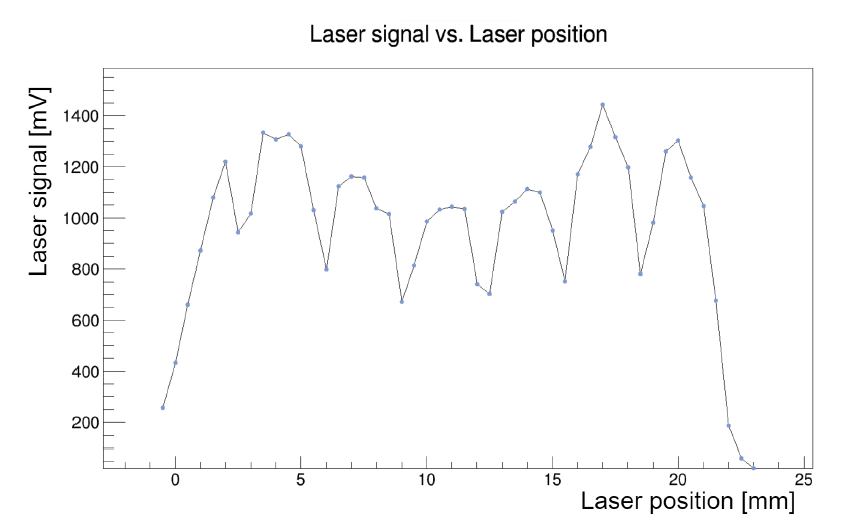 Laser signal vs. Laser position
Laser signal [mV]
1400
1200
1000
800
600
400
200
0 5 10 15 20 25
Laser position [mm]